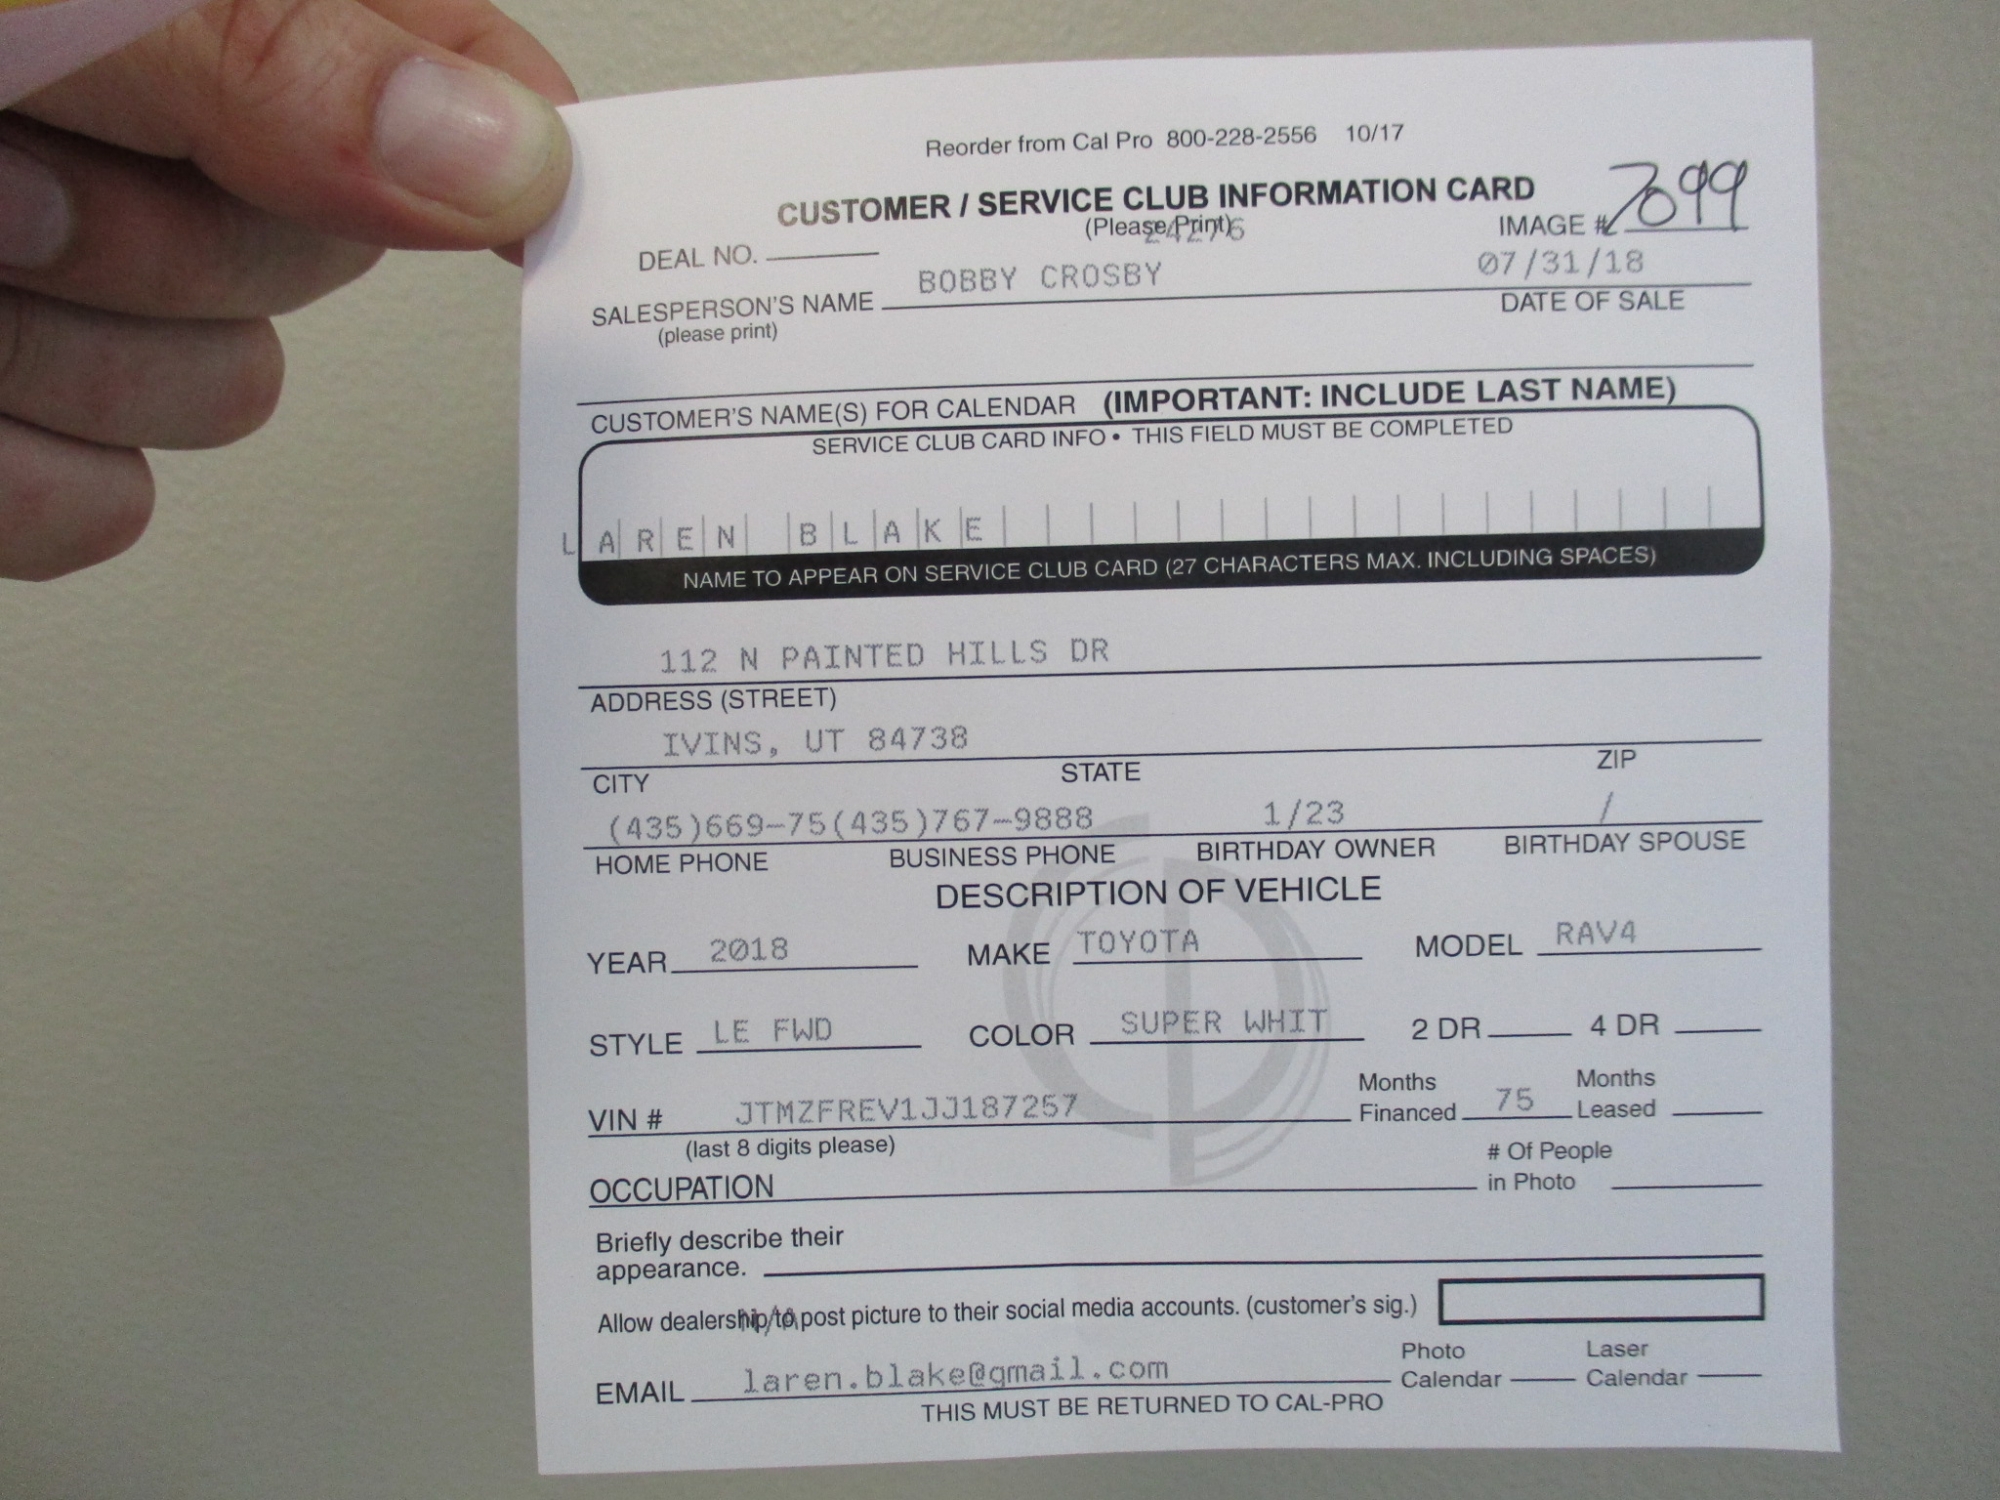 Reorder from Cal Pro 800-228-2556 10/17
CUSTOMER / SERVICE CLUB INFORMATION CARD
(Please Print)
IMAGE # 7099
DEAL NO.
07/31/18
SALESPERSON'S NAME BOBBY CROSBY
(please print)
DATE OF SALE
CUSTOMER'S NAME(S) FOR CALENDAR (IMPORTANT: INCLUDE LAST NAME)
SERVICE CLUB CARD INFO • THIS FIELD MUST BE COMPLETED
LAREN BLAKE
NAME TO APPEAR ON SERVICE CLUB CARD (27 CHARACTERS MAX. INCLUDING SPACES)
112 N PAINTED HILLS DR
ADDRESS (STREET)
IVINS, UT 84738
CITY STATE ZIP
(435)669-75(435)767-9888 1/23 /
HOME PHONE BUSINESS PHONE BIRTHDAY OWNER BIRTHDAY SPOUSE
DESCRIPTION OF VEHICLE
YEAR 2018 MAKE TOYOTA MODEL RAV4
STYLE LE FWD COLOR SUPER WHIT 2 DR 4 DR
VIN # JTMZFREV1JJ187257 Months Financed 75 Months Leased
(last 8 digits please)
OCCUPATION # Of People in Photo
Briefly describe their
appearance.
Allow dealership to post picture to their social media accounts. (customer's sig.)
N/A
EMAIL laren.blake@gmail.com Photo Calendar Laser Calendar
THIS MUST BE RETURNED TO CAL-PRO